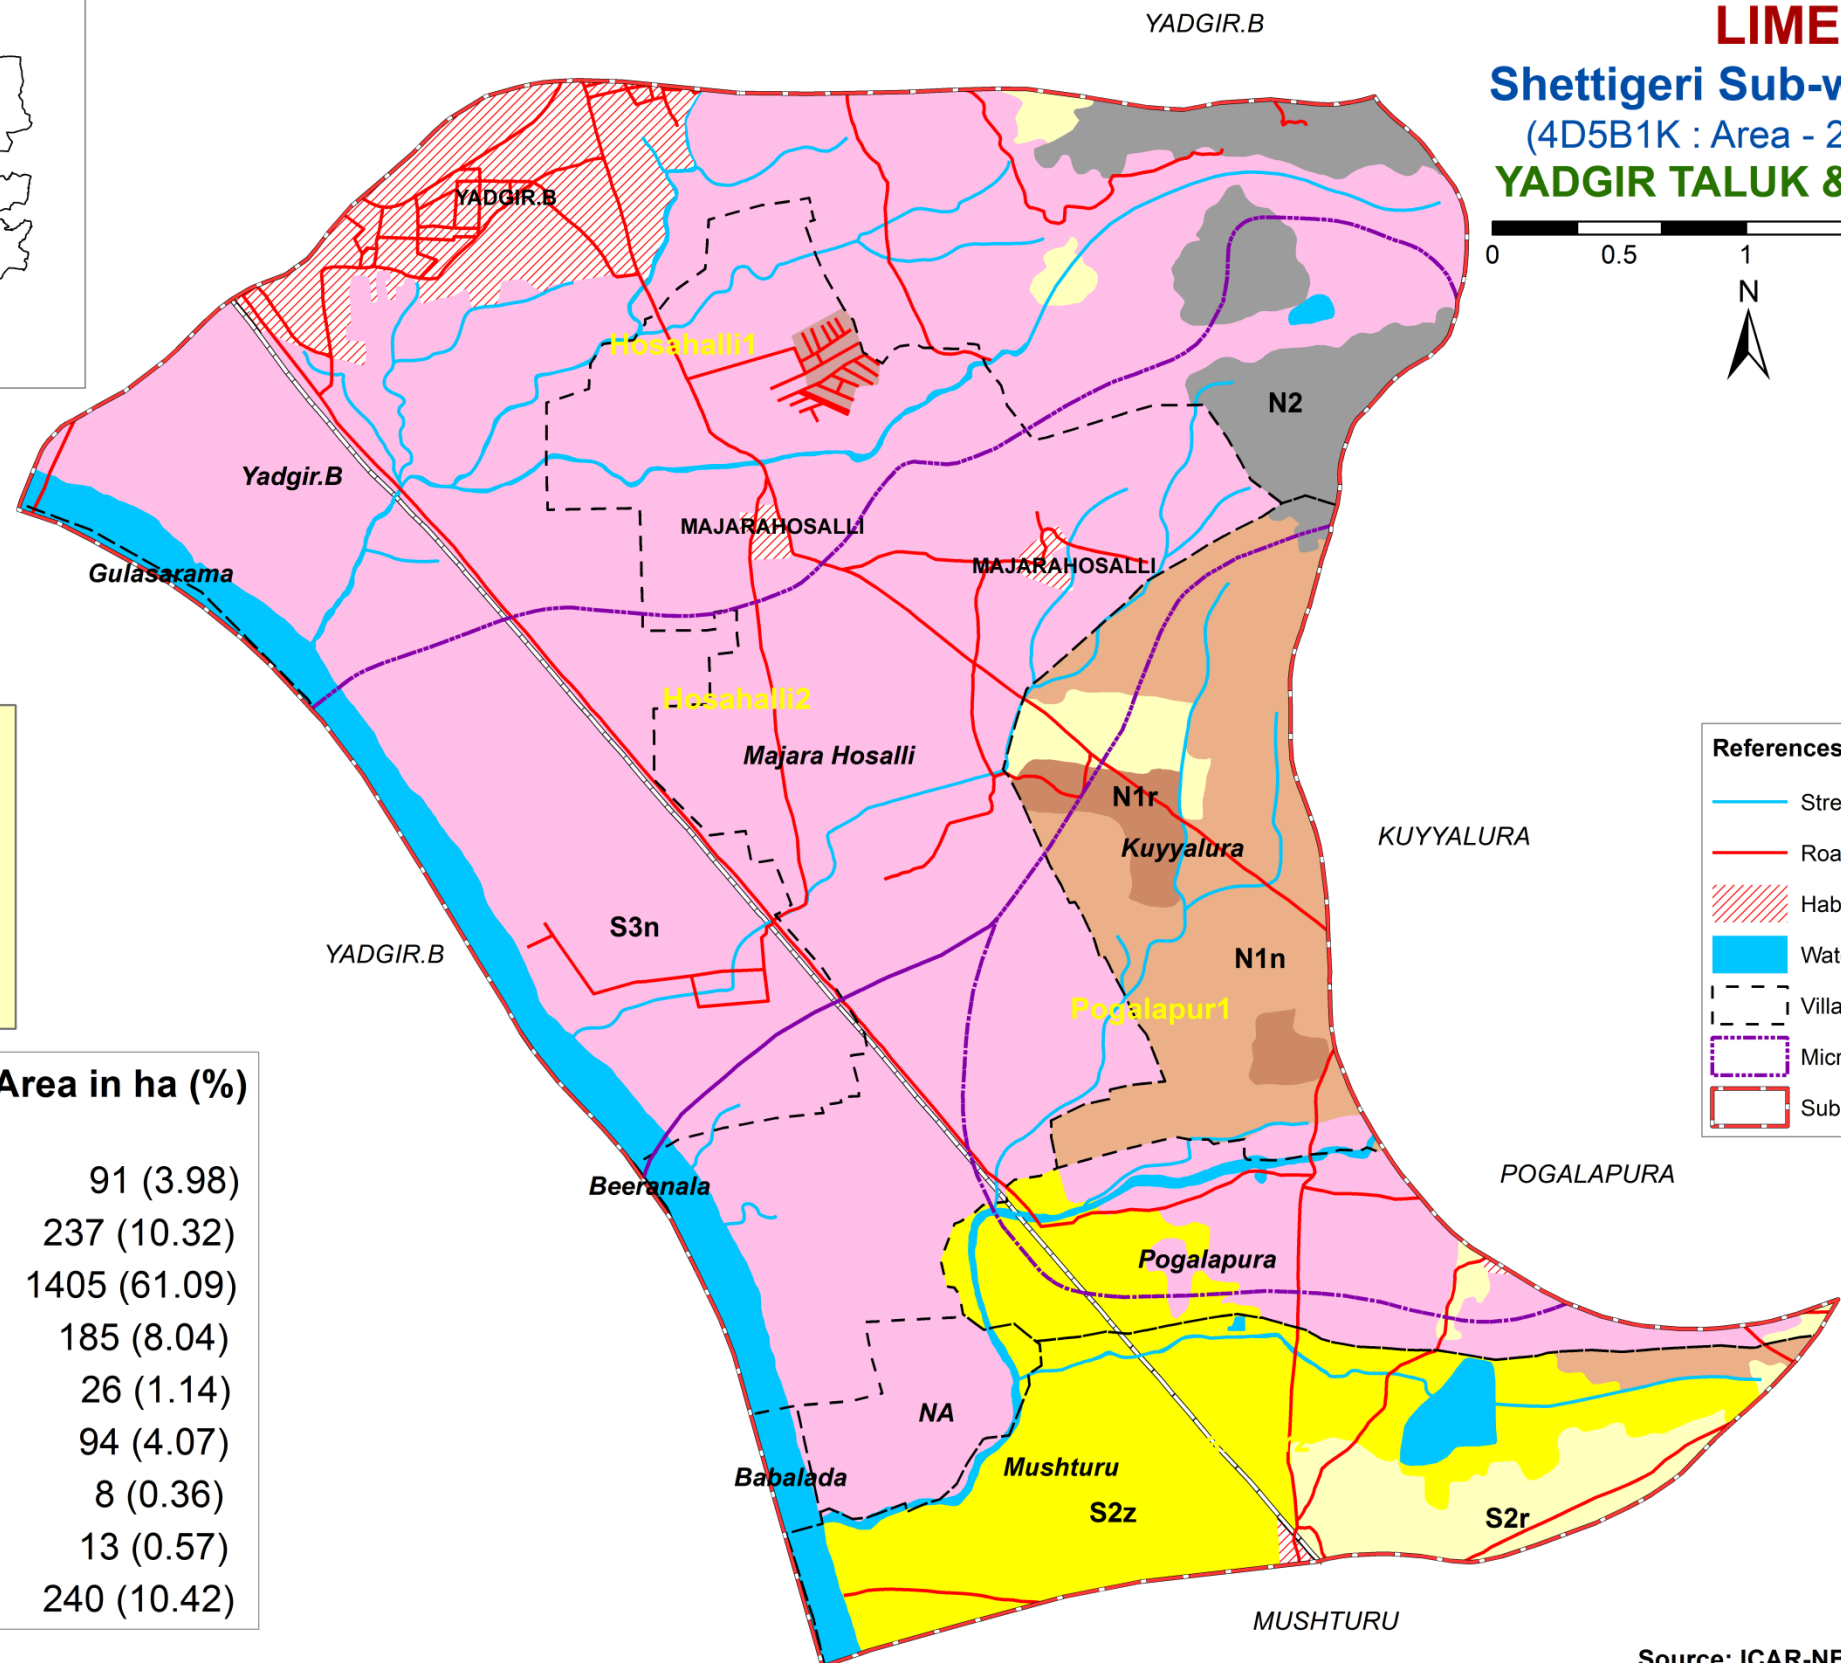 YADGIR.B
LIME
Shettigeri Sub-w
(4D5B1K : Area - 2
YADGIR TALUK &
0 0.5 1
N
YADGIR.B
Hosahalli1
N2
Yadgir.B
MAJARAHOSALLI
MAJARAHOSALLI
Gulasarama
Hosahalli2
Majara Hosalli
N1r
Kuyyalura
KUYYALURA
References
Stre
Roa
Hab
Wat
Villa
Micr
Sub
S3n
YADGIR.B
N1n
Pogalapur1
Area in ha (%)
91 (3.98)
237 (10.32)
1405 (61.09)
185 (8.04)
26 (1.14)
94 (4.07)
8 (0.36)
13 (0.57)
240 (10.42)
POGALAPURA
Beeranala
Pogalapura
NA
Mushturu
Babalada
S2z
S2r
MUSHTURU
Source: ICAR-NE